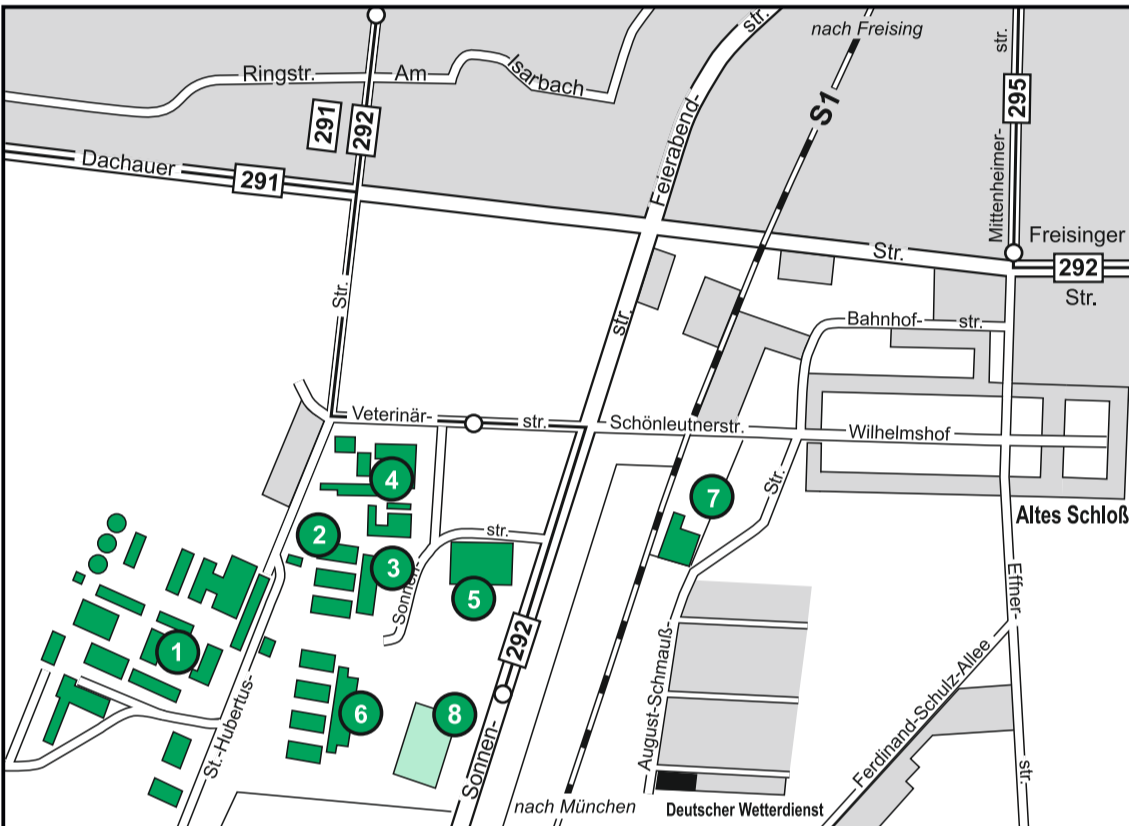 str.
nach Freising
str.
Ringstr.
Am
Isarbach
S1
295
291
292
Feierabend-
Mittenheimer-
Dachauer
291
Str.
Freisinger
292
Str.
Str.
str.
Bahnhof-
str.
Veterinär-
str.
Schönleutnerstr.
Wilhelmshof
4
7
Str.
Altes Schloß
2
str.
3
Sonnen-
5
Effner-
292
1
August-Schmauß-
Ferdinand-Schulz-Allee
St.-Hubertus-
6
8
Sonnen-
str.
nach München
Deutscher Wetterdienst